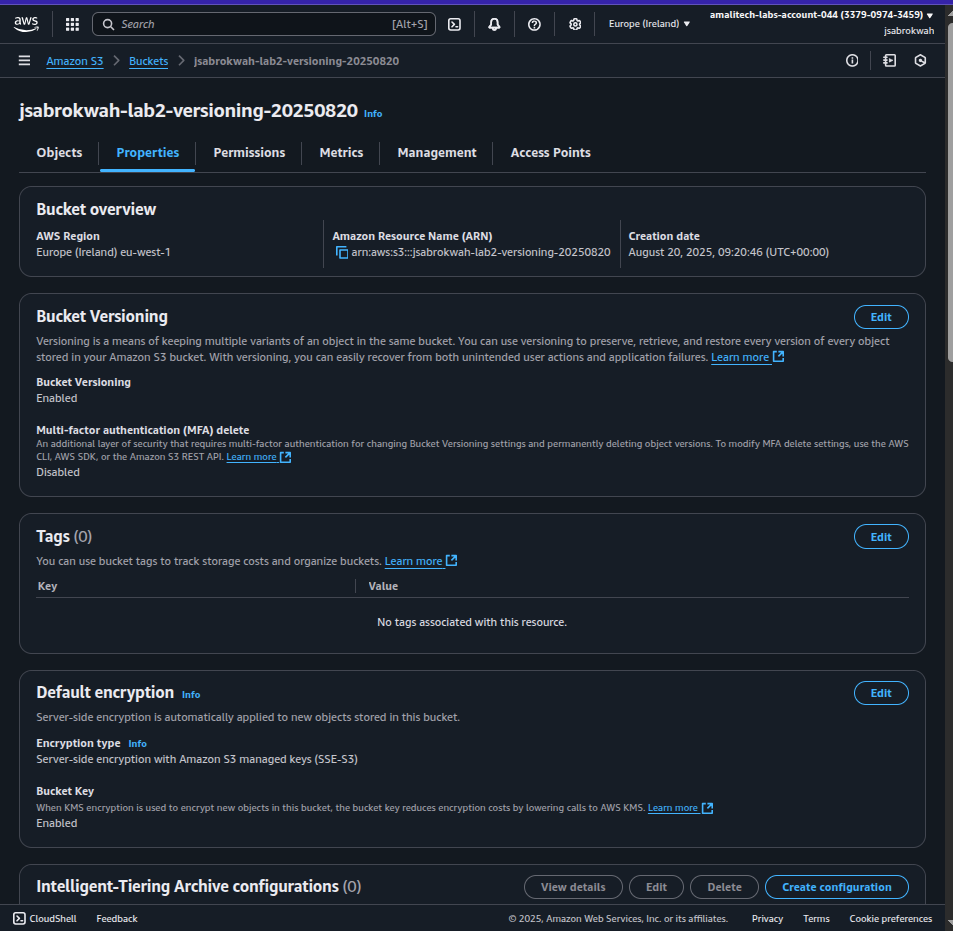 aws
Search [Alt+S] Europe (Ireland) amalitech-labs-account-044 (3379-0974-3459)
jsabrokwah
Amazon S3 > Buckets > jsabrokwah-lab2-versioning-20250820
jsabrokwah-lab2-versioning-20250820 Info
Objects Properties Permissions Metrics Management Access Points
Bucket overview
AWS Region Amazon Resource Name (ARN) Creation date
Europe (Ireland) eu-west-1 arn:aws:s3:::jsabrokwah-lab2-versioning-20250820 August 20, 2025, 09:20:46 (UTC+00:00)
Bucket Versioning Edit
Versioning is a means of keeping multiple variants of an object in the same bucket. You can use versioning to preserve, retrieve, and restore every version of every object
stored in your Amazon S3 bucket. With versioning, you can easily recover from both unintended user actions and application failures. Learn more
Bucket Versioning
Enabled
Multi-factor authentication (MFA) delete
An additional layer of security that requires multi-factor authentication for changing Bucket Versioning settings and permanently deleting object versions. To modify MFA delete settings, use the AWS
CLI, AWS SDK, or the Amazon S3 REST API. Learn more
Disabled
Tags (0) Edit
You can use bucket tags to track storage costs and organize buckets. Learn more
Key Value
No tags associated with this resource.
Default encryption Info Edit
Server-side encryption is automatically applied to new objects stored in this bucket.
Encryption type Info
Server-side encryption with Amazon S3 managed keys (SSE-S3)
Bucket Key
When KMS encryption is used to encrypt new objects in this bucket, the bucket key reduces encryption costs by lowering calls to AWS KMS. Learn more
Enabled
Intelligent-Tiering Archive configurations (0) View details Edit Delete Create configuration
CloudShell Feedback © 2025, Amazon Web Services, Inc. or its affiliates. Privacy Terms Cookie preferences